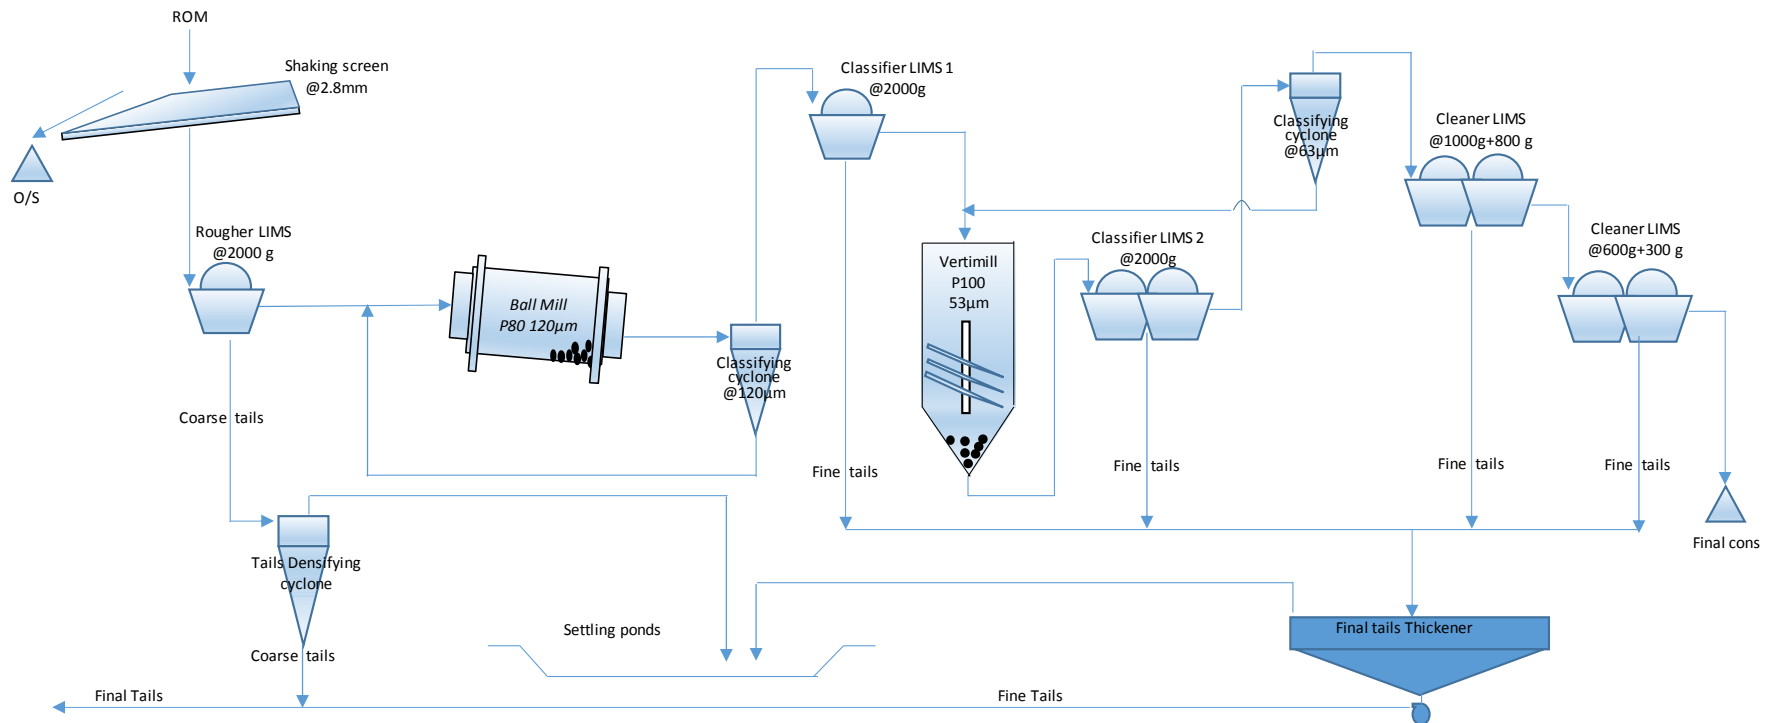 ROM
Shaking screen
@2.8mm
O/S
Rougher LIMS
@2000 g
Ball Mill
P80 120µm
Classifying
cyclone
@120µm
Classifier LIMS 1
@2000g
Vertimill
P100
53µm
Classifier LIMS 2
@2000g
Classifying
cyclone
@63µm
Cleaner LIMS
@1000g+800 g
Cleaner LIMS
@600g+300 g
Coarse tails
Fine tails
Fine tails
Fine tails
Fine tails
Final cons
Tails Densifying
cyclone
Settling ponds
Final tails Thickener
Coarse tails
Final Tails
Fine Tails